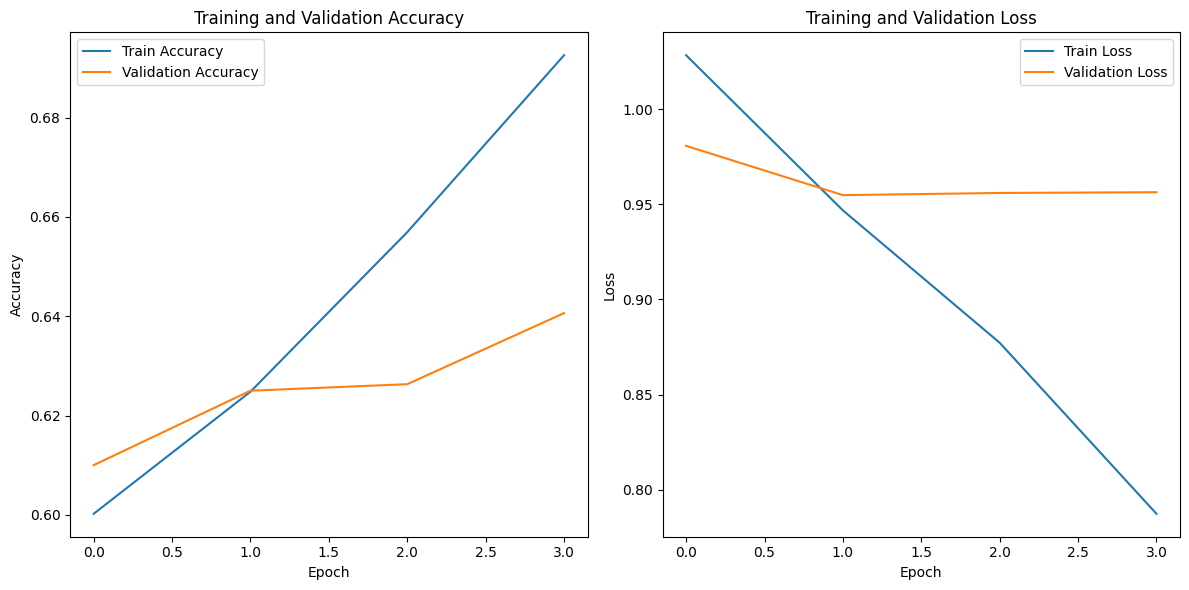 Training and Validation Accuracy
Train Accuracy
Validation Accuracy
0.68
0.66
0.64
0.62
0.60
Accuracy
0.0 0.5 1.0 1.5 2.0 2.5 3.0
Epoch
Training and Validation Loss
Train Loss
Validation Loss
1.00
0.95
0.90
0.85
0.80
Loss
0.0 0.5 1.0 1.5 2.0 2.5 3.0
Epoch